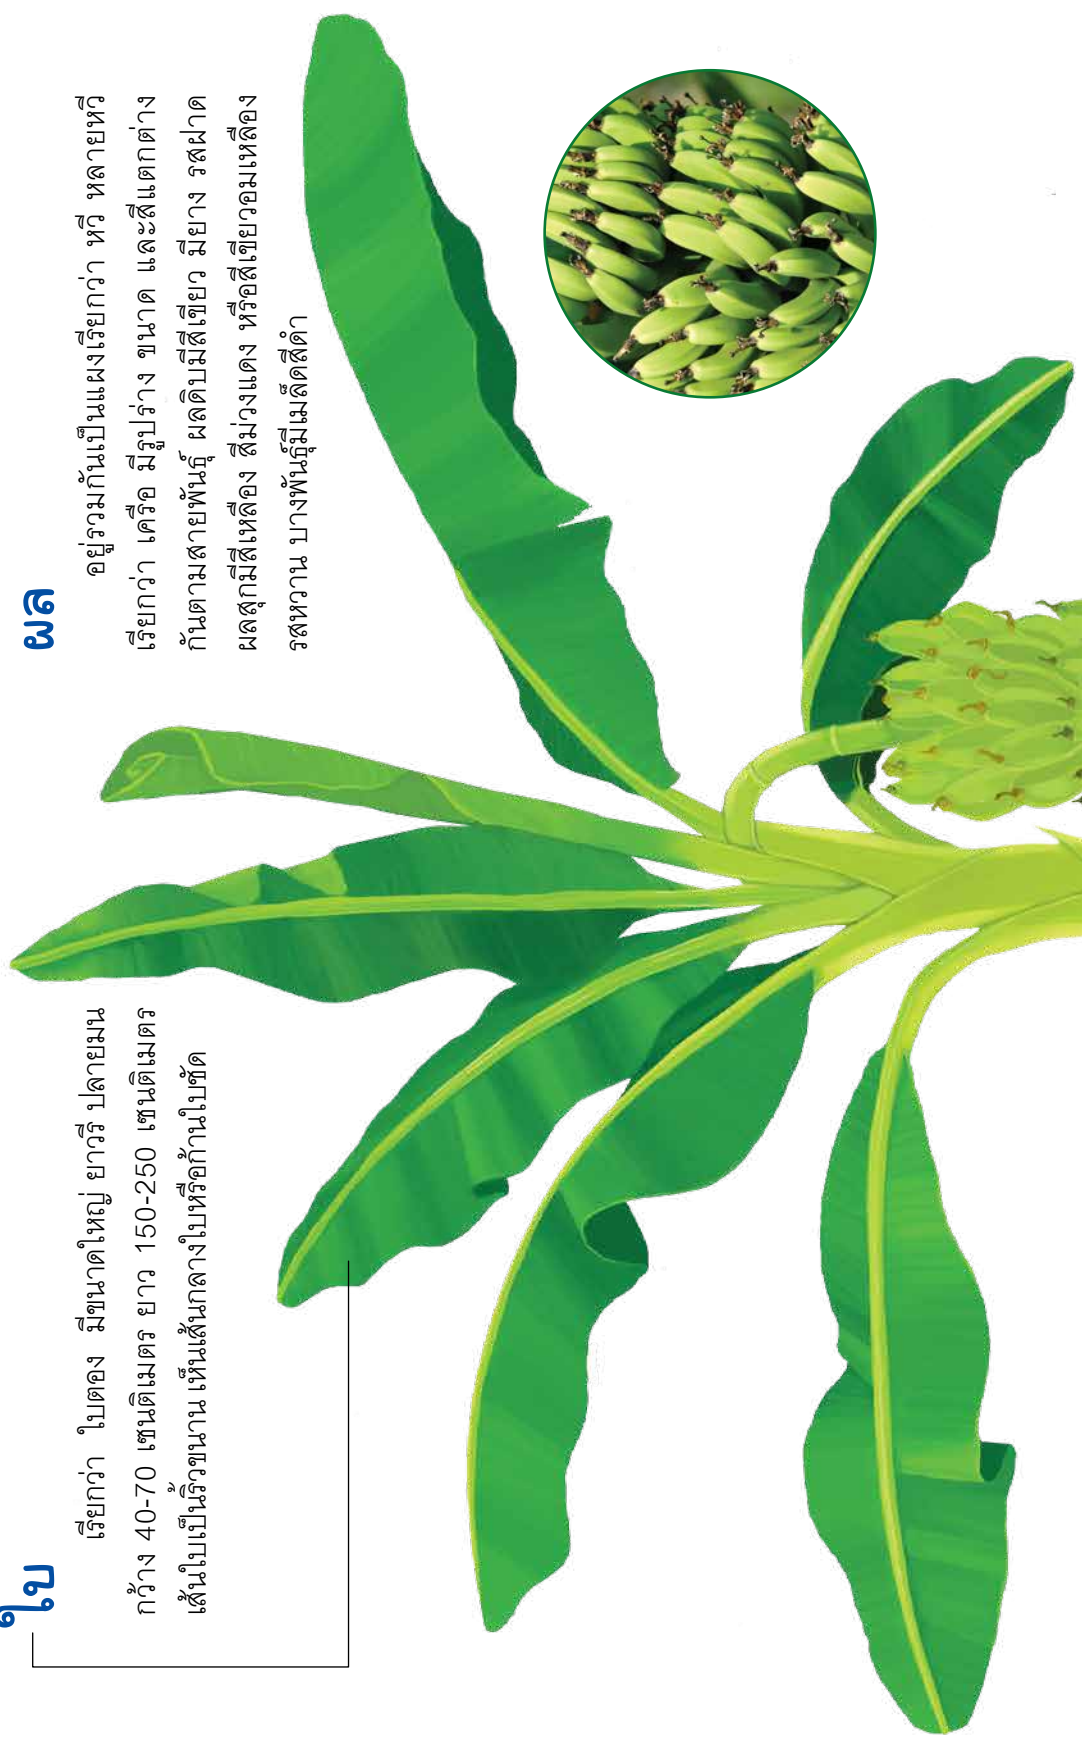 ใบ
เรียกว่า ใบตอง มีขนาดใหญ่ ยาวรี ปลายมน
กว้าง 40-70 เซนติเมตร ยาว 150-250 เซนติเมตร
เส้นใบเป็นริ้วขนาน เห็นเส้นกลางใบหรือก้านใบชัด
ผล
อยู่รวมกันเป็นแผงเรียกว่า หวี หลายหวี
เรียกว่า เครือ มีรูปร่าง ขนาด และสีแตกต่าง
กันตามสายพันธุ์ ผลดิบมีสีเขียว มียาง รสฝาด
ผลสุกมีสีเหลือง สีม่วงแดง หรือสีเขียวอมเหลือง
รสหวาน บางพันธุ์มีเมล็ดสีดำ